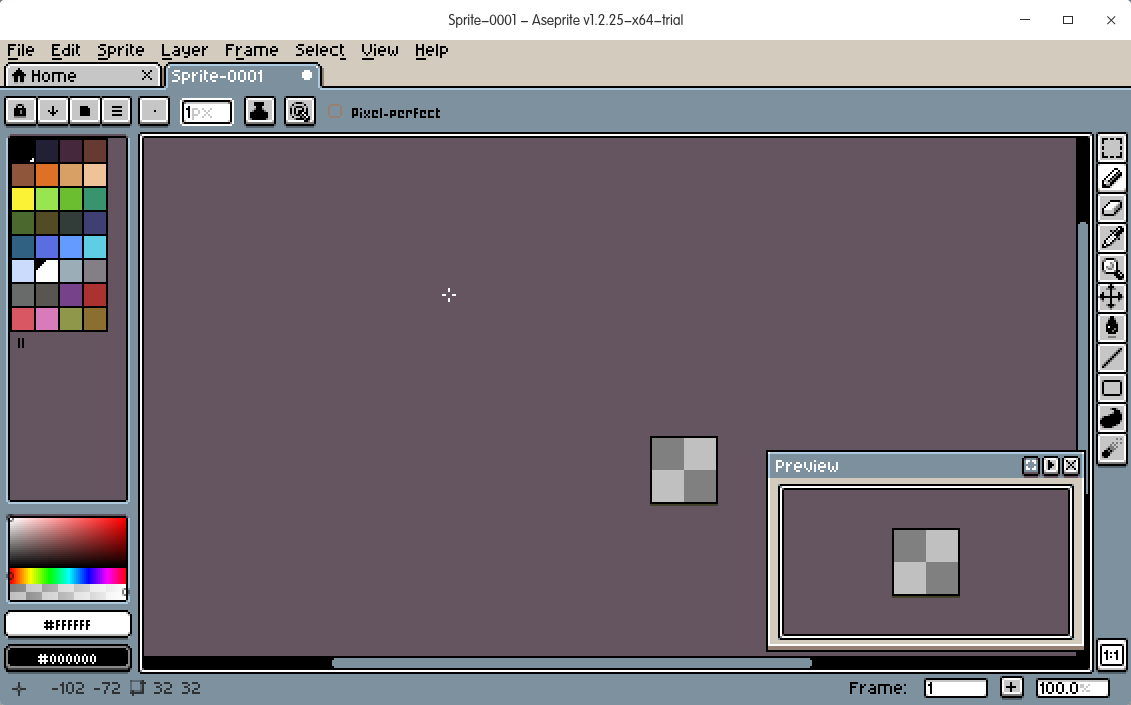 Sprite-0001 - Aseprite v1.2.25-x64-trial
File Edit Sprite Layer Frame Select View Help
Home Sprite-0001
1px Pixel-perfect
Preview
#FFFFFF
#000000
1:1
-102 -72 32 32 Frame: 1 100.0%